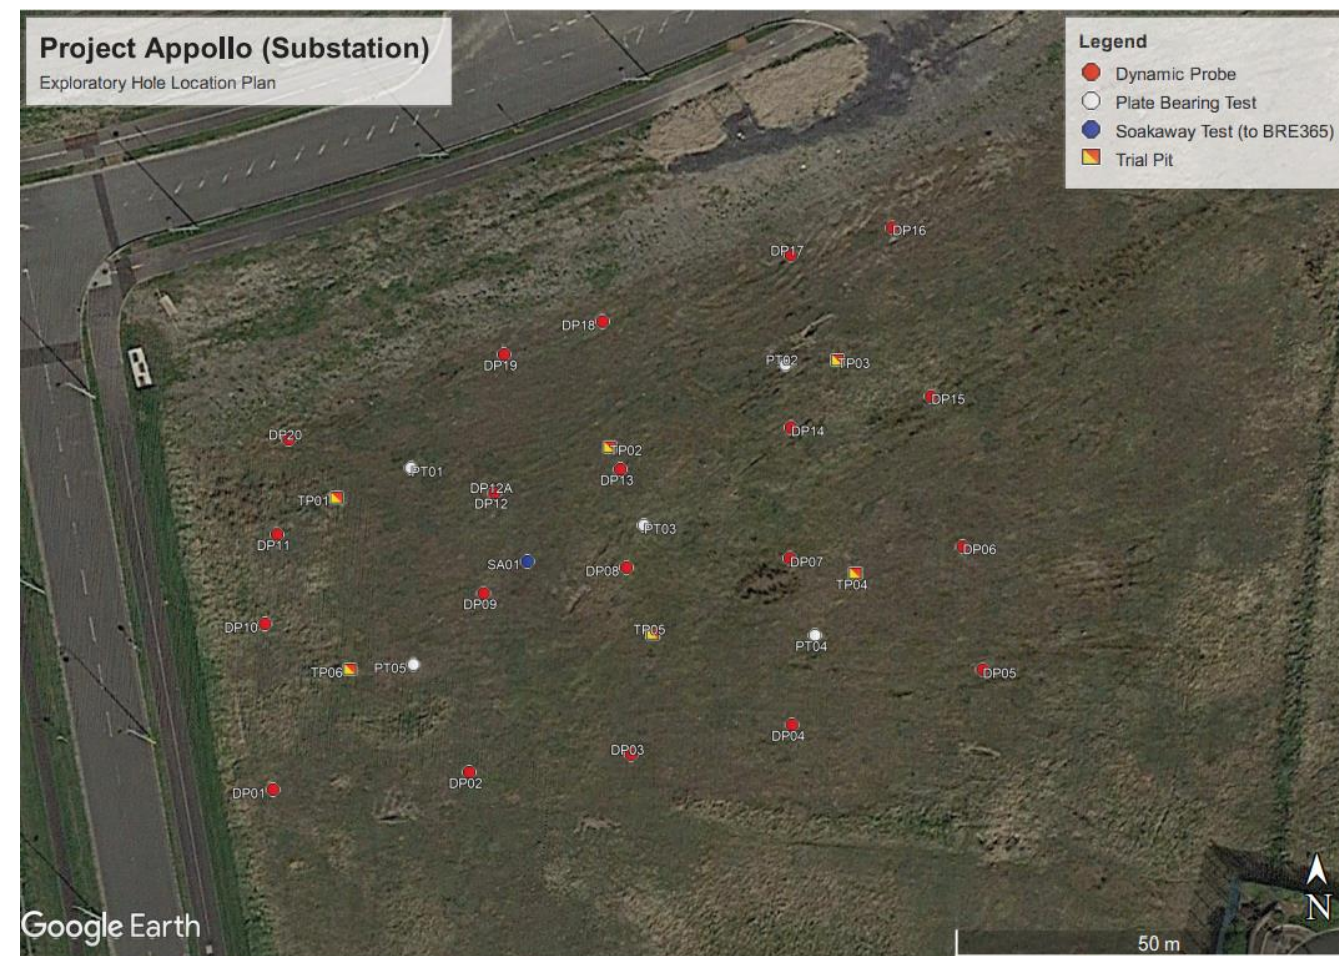 Project Appollo (Substation)
Exploratory Hole Location Plan
Legend
Dynamic Probe
Plate Bearing Test
Soakaway Test (to BRE365)
Trial Pit
DP16
DP17
DP18
DP19
PT02
TP03
DP15
DP14
DP20
TP02
PT01
DP13
DP12A
DP12
TP01
PT03
DP11
DP06
SA01
DP08
DP07
TP04
DP09
DP10
TP05
PT04
TP06
PT05
DP05
DP04
DP03
DP02
DP01
N
Google Earth
50 m